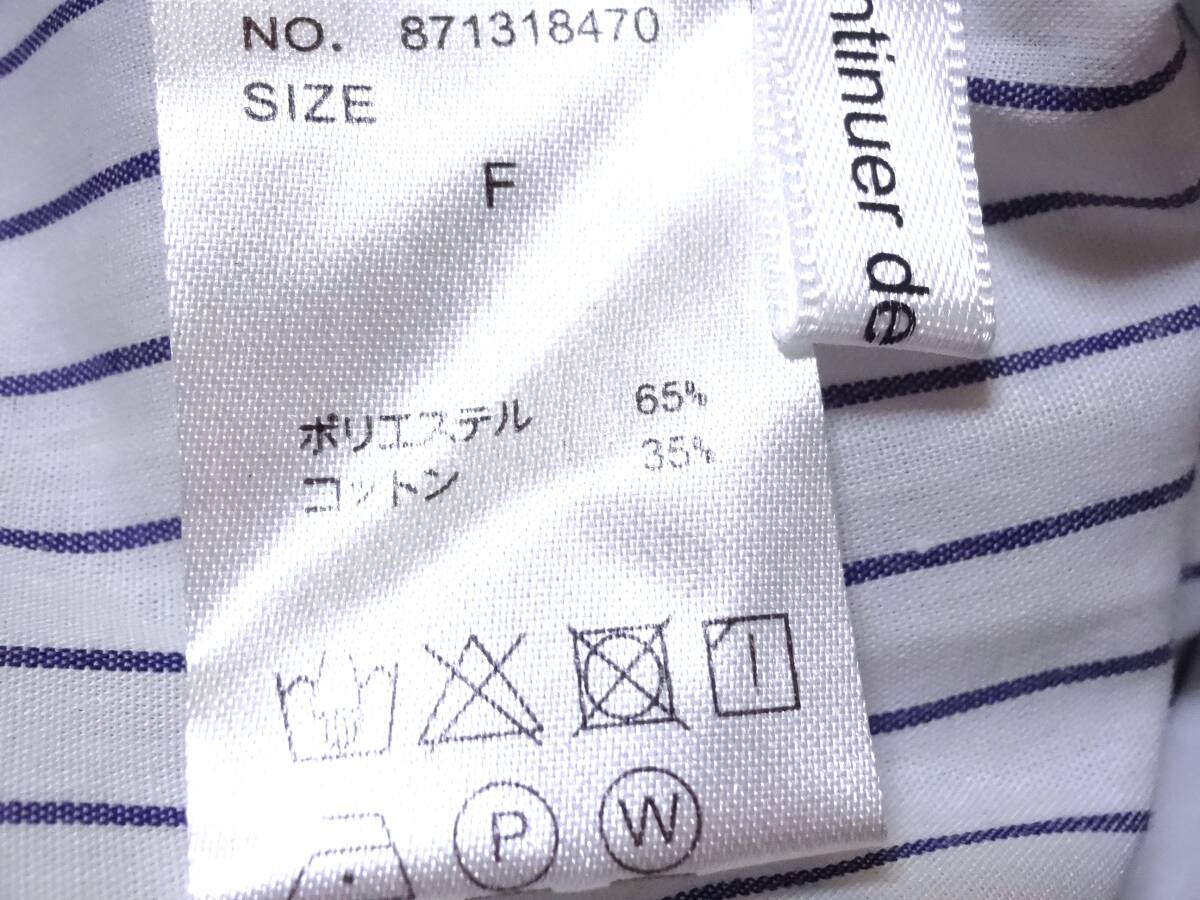 NO. 871318470
SIZE
F
ポリエステル 65%
コットン 35%
P W
ntinuer de